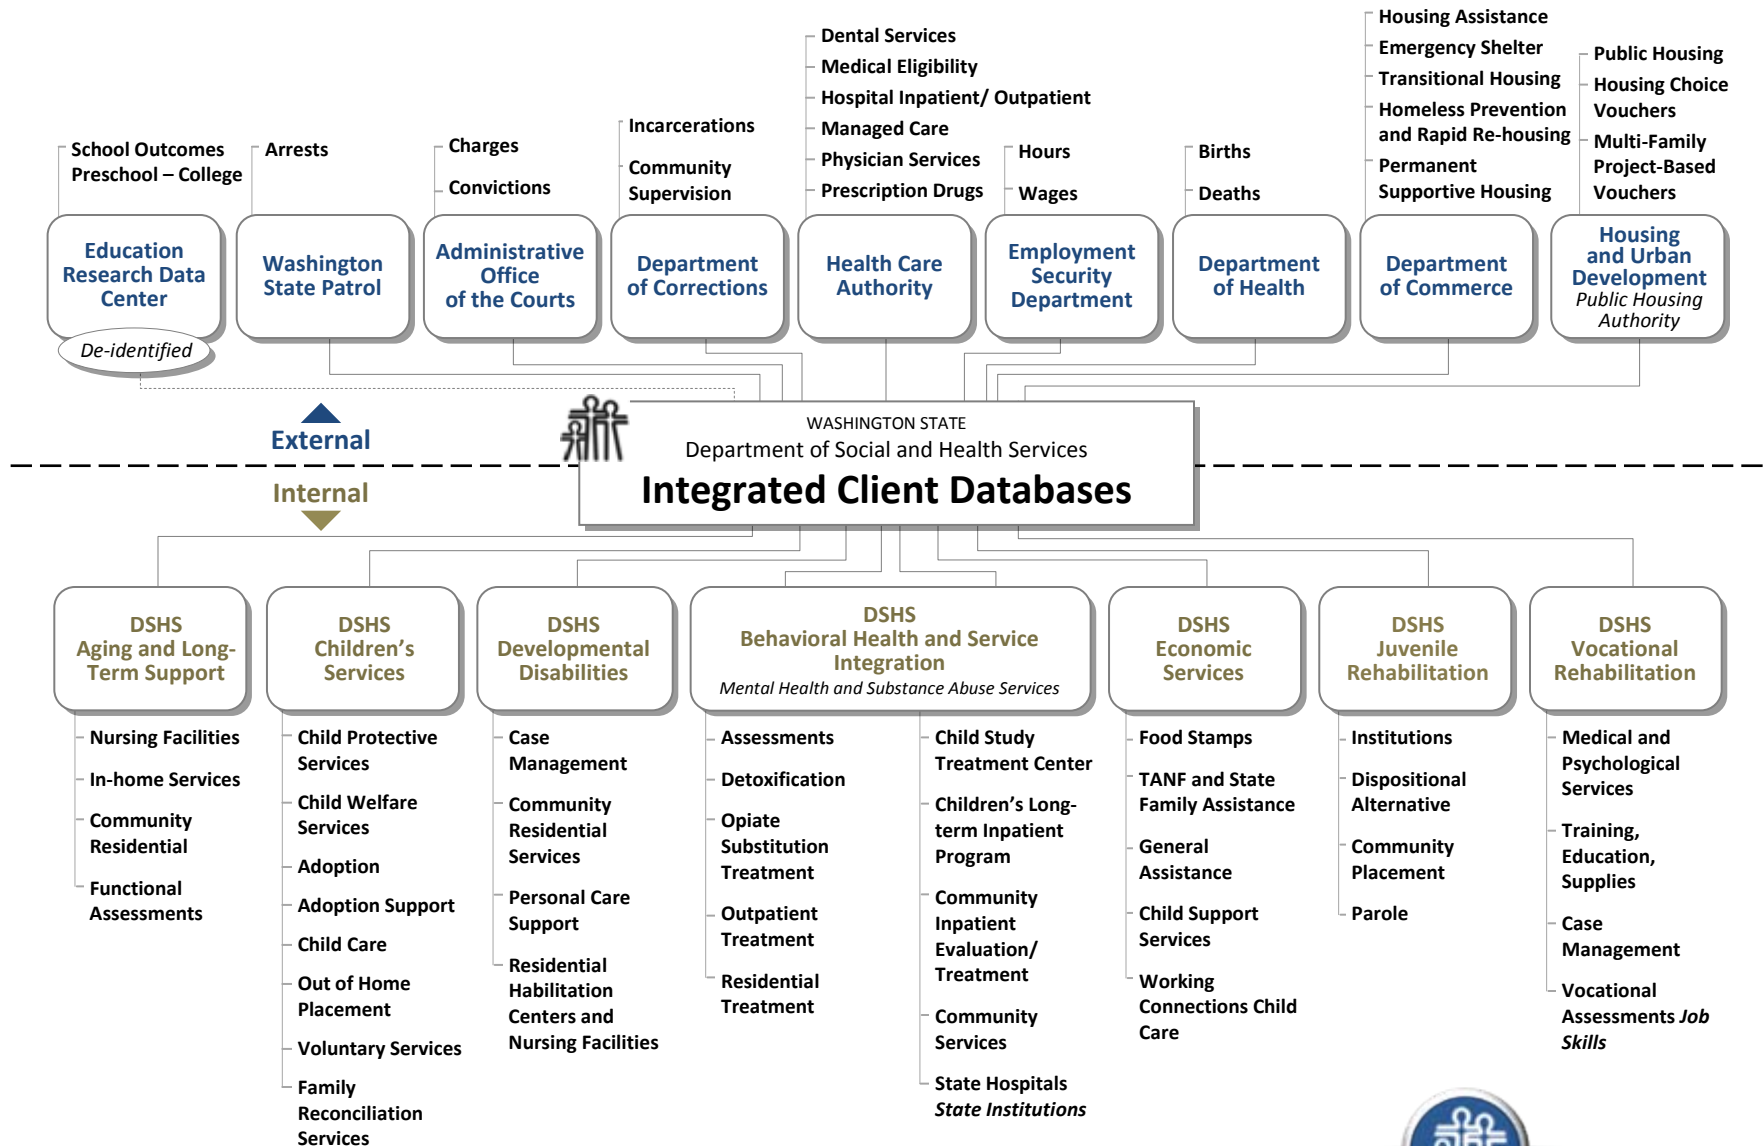 School Outcomes
Preschool – College
Education
Research Data
Center
De-identified
Arrests
Washington
State Patrol
Charges
Convictions
Administrative
Office
of the Courts
Incarcerations
Community
Supervision
Department
of Corrections
Dental Services
Medical Eligibility
Hospital Inpatient/ Outpatient
Managed Care
Physician Services
Prescription Drugs
Health Care
Authority
Hours
Wages
Employment
Security
Department
Births
Deaths
Department
of Health
Housing Assistance
Emergency Shelter
Transitional Housing
Homeless Prevention
and Rapid Re-housing
Permanent
Supportive Housing
Department
of Commerce
Public Housing
Housing Choice
Vouchers
Multi-Family
Project-Based
Vouchers
Housing
and Urban
Development
Public Housing
Authority
External
WASHINGTON STATE
Department of Social and Health Services
Integrated Client Databases
Internal
DSHS
Aging and Long-
Term Support
Nursing Facilities
In-home Services
Community
Residential
Functional
Assessments
DSHS
Children’s
Services
Child Protective
Services
Child Welfare
Services
Adoption
Adoption Support
Child Care
Out of Home
Placement
Voluntary Services
Family
Reconciliation
Services
DSHS
Developmental
Disabilities
Case
Management
Community
Residential
Services
Personal Care
Support
Residential
Habilitation
Centers and
Nursing Facilities
DSHS
Behavioral Health and Service
Integration
Mental Health and Substance Abuse Services
Assessments
Detoxification
Opiate
Substitution
Treatment
Outpatient
Treatment
Residential
Treatment
Child Study
Treatment Center
Children’s Long-
term Inpatient
Program
Community
Inpatient
Evaluation/
Treatment
Community
Services
State Hospitals
State Institutions
DSHS
Economic
Services
Food Stamps
TANF and State
Family Assistance
General
Assistance
Child Support
Services
Working
Connections Child
Care
DSHS
Juvenile
Rehabilitation
Institutions
Dispositional
Alternative
Community
Placement
Parole
DSHS
Vocational
Rehabilitation
Medical and
Psychological
Services
Training,
Education,
Supplies
Case
Management
Vocational
Assessments Job
Skills